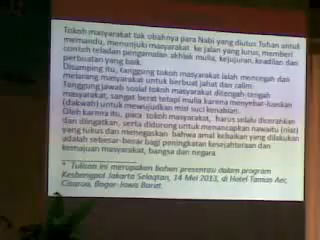 Tokoh masyarakat tak obahnya para Nabi yang diutus Tuhan untuk
memandu, menunjuki masyarakat ke jalan yang lurus, memberi
contoh teladan pengamalan akhlak mulia, kejujuran, keadilan dan
perbuatan yang baik.
Disamping itu, tanggung tokoh masyarakat ialah mencegah dan
melarang masyarakat untuk berbuat jahat dan zalim.
Tanggung jawab sosial tokoh masyarakat ditengah-tengah
masyarakat, sangat berat tetapi mulia karena menyebar-luaskan
(dakwah) untuk mewujudkan misi suci kenabian.
Oleh karena itu, para tokoh masyarakat, harus selalu diserahkan
dan diingatkan, serta didorong untuk menancapkan nawaitu (niat)
yang tulus dan menegaskan bahwa amal kebaikan yang dilakukan
adalah sebesar-besar bagi peningkatan kesejahteraan dan
kemajuan masyarakat, bangsa dan negara.
* Tulisan ini merupakan bahan presentasi dalam program
Kesbangpol Jakarta Selatan, 14 Mei 2013, di Hotel Taman Aer,
Cisarua, Bogor-Jawa Barat.